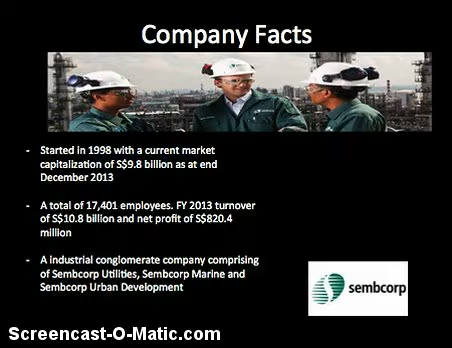 Company Facts
- Started in 1998 with a current market
capitalization of S$9.8 billion as at end
December 2013
- A total of 17,401 employees. FY 2013 turnover
of S$10.8 billion and net profit of S$820.4
million
- A industrial conglomerate company comprising
of Sembcorp Utilities, Sembcorp Marine and
Sembcorp Urban Development
sembcorp
Screencast-O-Matic.com